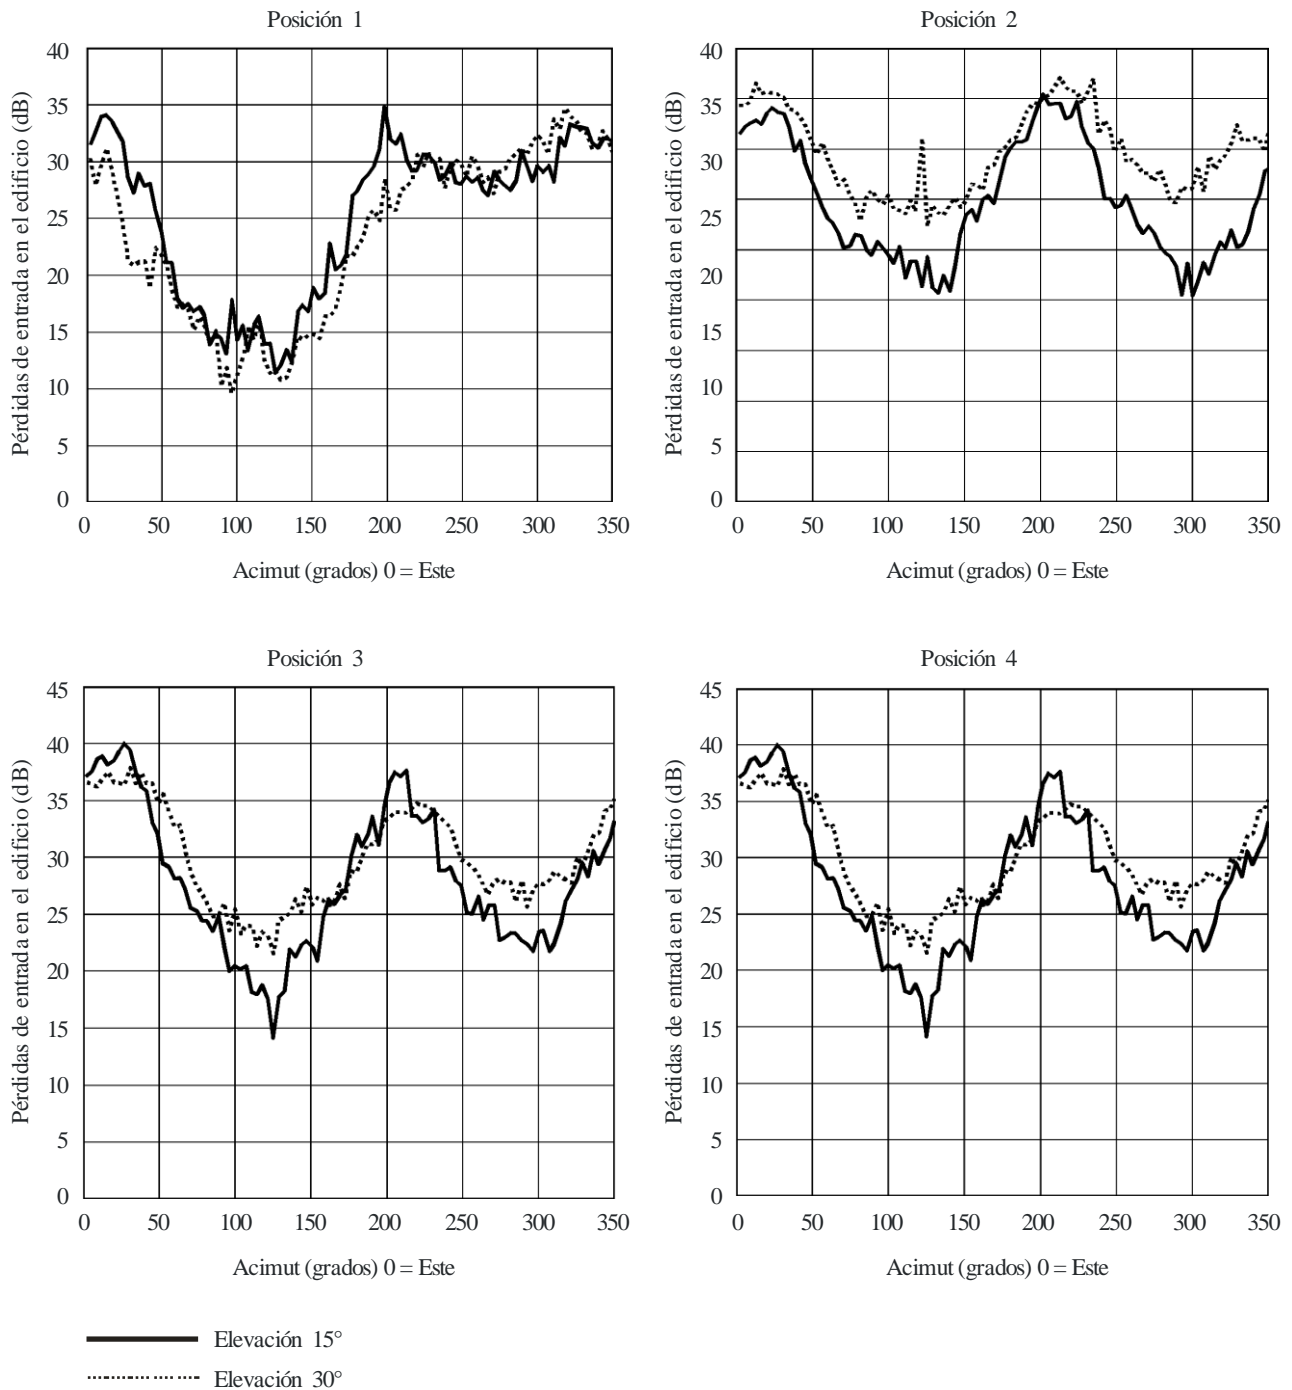 Posición 1
Pérdidas de entrada en el edificio (dB)
40
35
30
25
20
15
10
5
0
0 50 100 150 200 250 300 350
Acimut (grados) 0 = Este
Posición 2
Pérdidas de entrada en el edificio (dB)
40
35
30
25
20
15
10
5
0
0 50 100 150 200 250 300 350
Acimut (grados) 0 = Este
Posición 3
Pérdidas de entrada en el edificio (dB)
45
40
35
30
25
20
15
10
5
0
0 50 100 150 200 250 300 350
Acimut (grados) 0 = Este
Posición 4
Pérdidas de entrada en el edificio (dB)
45
40
35
30
25
20
15
10
5
0
0 50 100 150 200 250 300 350
Acimut (grados) 0 = Este
Elevación 15°
Elevación 30°